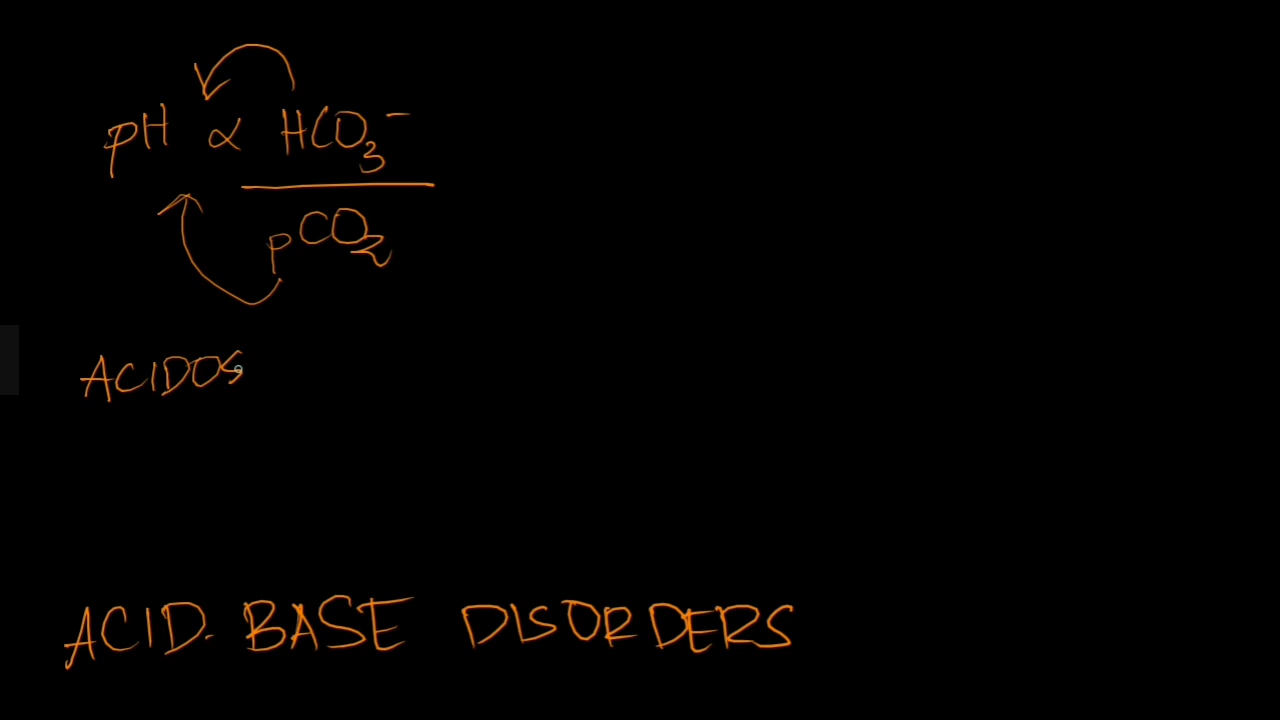 pH ∝ HCO₃⁻
pCO₂
ACIDOS
ACID-BASE DISORDERS